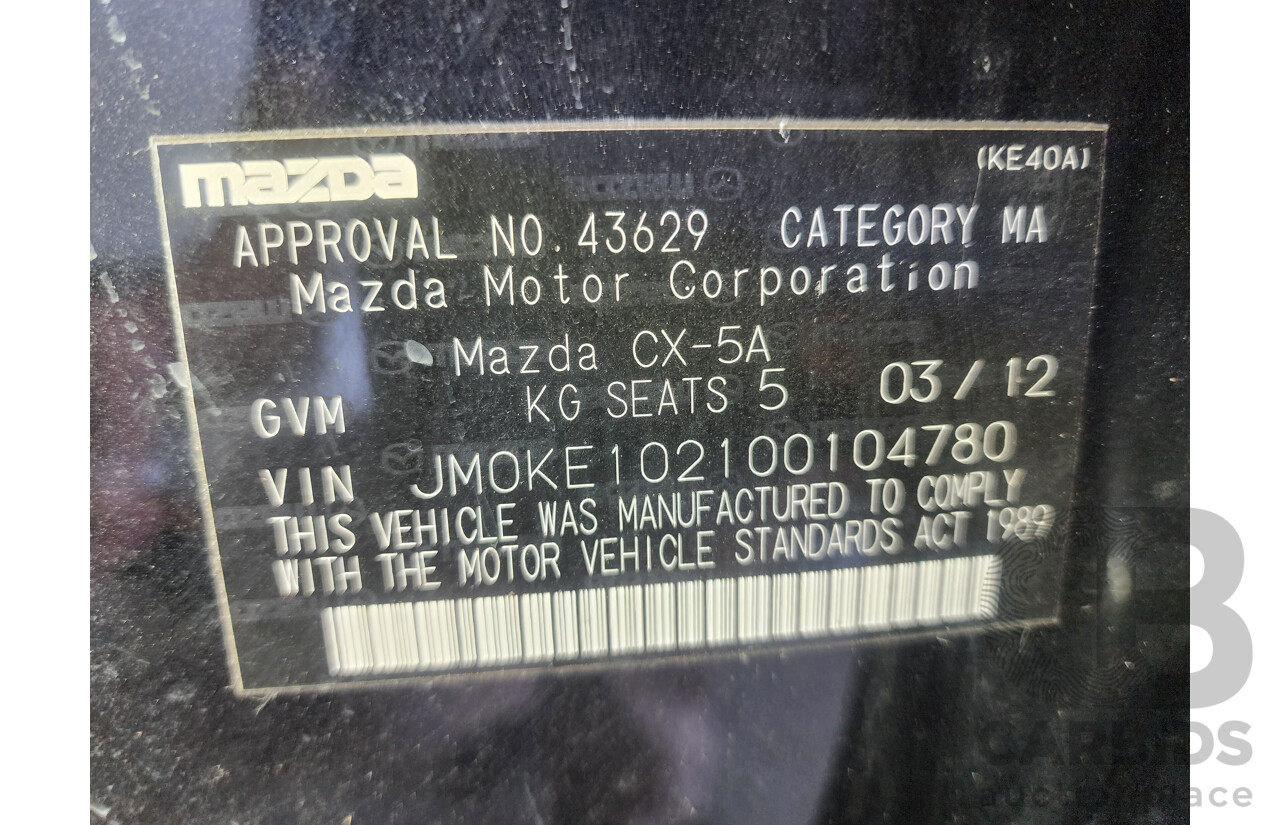 mazda
(KE40A)
APPROVAL NO. 43629 CATEGORY MA
Mazda Motor Corporation
Mazda CX-5A
GVM KG SEATS 5 03/12
VIN JM0KE102100104780
THIS VEHICLE WAS MANUFACTURED TO COMPLY
WITH THE MOTOR VEHICLE STANDARDS ACT 1989
CARBIDS